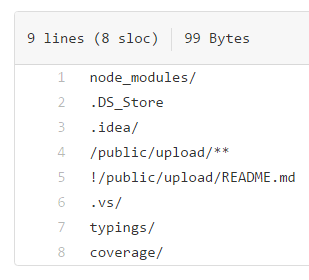 9 lines (8 sloc) 99 Bytes
1 node_modules/
2 .DS_Store
3 .idea/
4 /public/upload/**
5 !/public/upload/README.md
6 .vs/
7 typings/
8 coverage/